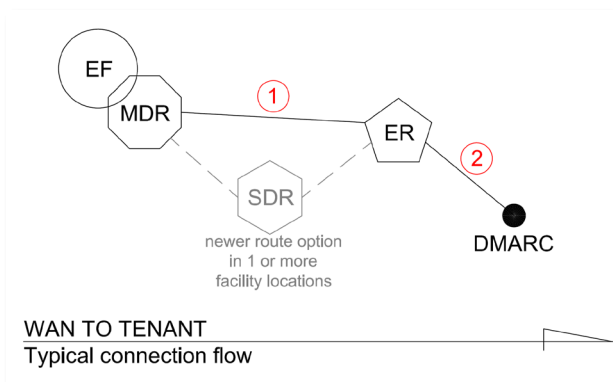 EF
MDR
1
ER
2
SDR
newer route option
in 1 or more
facility locations
DMARC
WAN TO TENANT
Typical connection flow